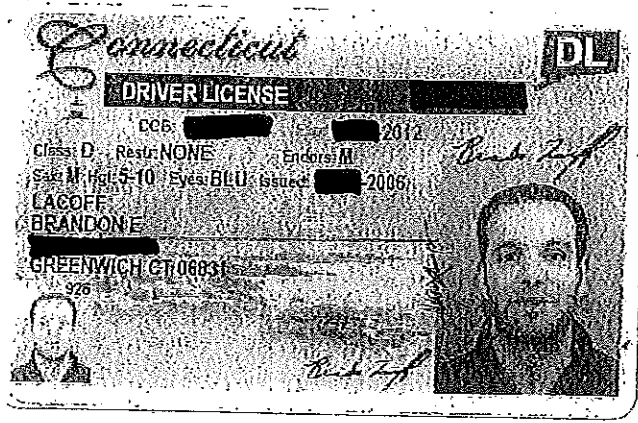 Connecticut
DL
DRIVER LICENSE
DOB:
2012
Class: D Restr: NONE Endors: M
Sex: M Hgt: 5-10 Eyes: BLU Issued: 2006
LACOFF
BRANDON E
GREENWICH CT 06831
926